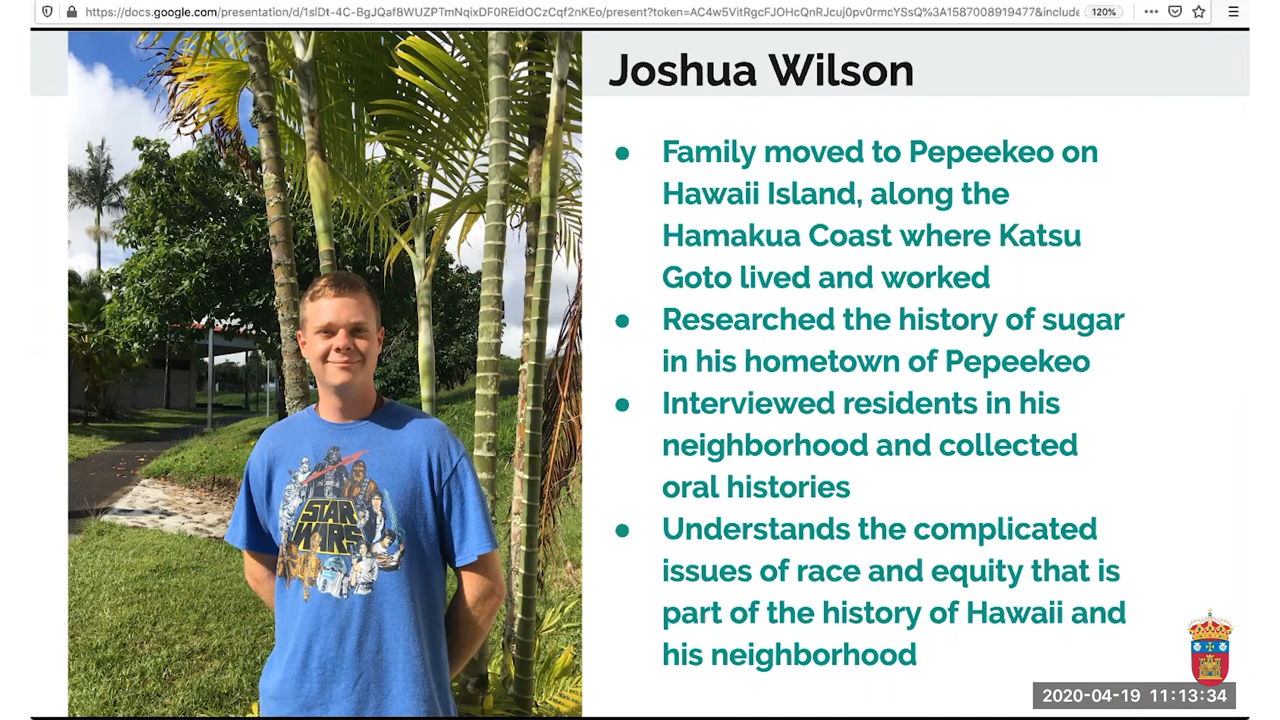 https://docs.google.com/presentation/d/1slDt-4C-BgJQaf8WUZPTmNqixDF0REidOCzCqf2nKEo/present?token=AC4w5VitRgcFJOHcQnRJcuj0pv0rmcYSsQ%3A1587008919477&include
120%
Joshua Wilson
● Family moved to Pepeekeo on
Hawaii Island, along the
Hamakua Coast where Katsu
Goto lived and worked
● Researched the history of sugar
in his hometown of Pepeekeo
● Interviewed residents in his
neighborhood and collected
oral histories
● Understands the complicated
issues of race and equity that is
part of the history of Hawaii and
his neighborhood
STAR
WARS
2020-04-19 11:13:34